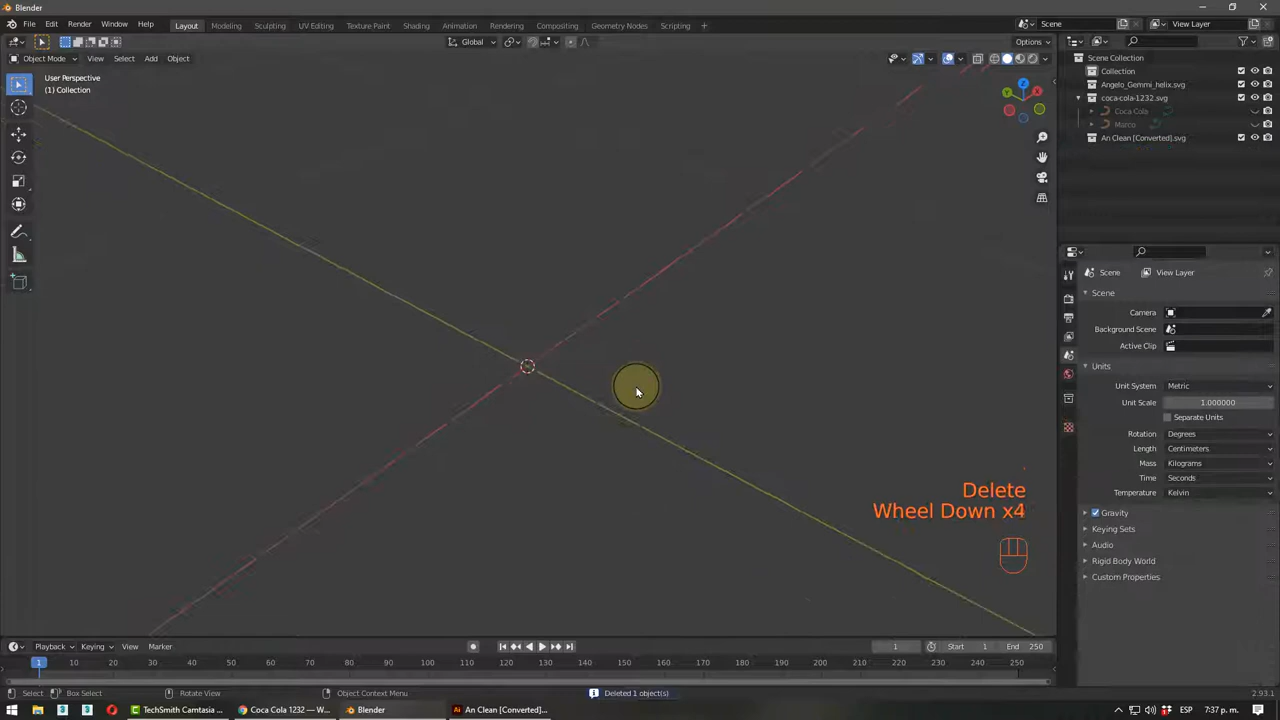 Blender
File Edit Window Help Render
Layout Modeling Sculpting UV Editing Texture Paint Shading Animation Rendering Compositing Geometry Nodes Scripting +
Scene
View Layer
Global
Options
Object Mode View Select Add Object
User Perspective
(1) Collection
Scene Collection
Collection
Angelo_Gemmi_helix.svg
coca-cola-1232.svg
Coca Cola
Marco
An Clean [Converted].svg
X
Y
Z
Scene View Layer
Scene
Camera
Background Scene
Active Clip
Units
Unit System Metric
Unit Scale 1.000000
Separate Units
Rotation Degrees
Length Centimeters
Mass Kilograms
Time Seconds
Temperature Kelvin
Gravity
Keying Sets
Audio
Rigid Body World
Custom Properties
Delete
Wheel Down x4
Playback Keying View Marker
1 Start 1 End 250
1 10 20 30 40 50 60 70 80 90 100 110 120 130 140 150 160 170 180 190 200 210 220 230 240 250
Select Box Select Rotate View Object Context Menu Deleted 1 object(s) 2.93.1
TechSmith Camtasia ... Coca Cola 1232 — W... Blender An Clean [Converted]... ESP 7:37 p. m.